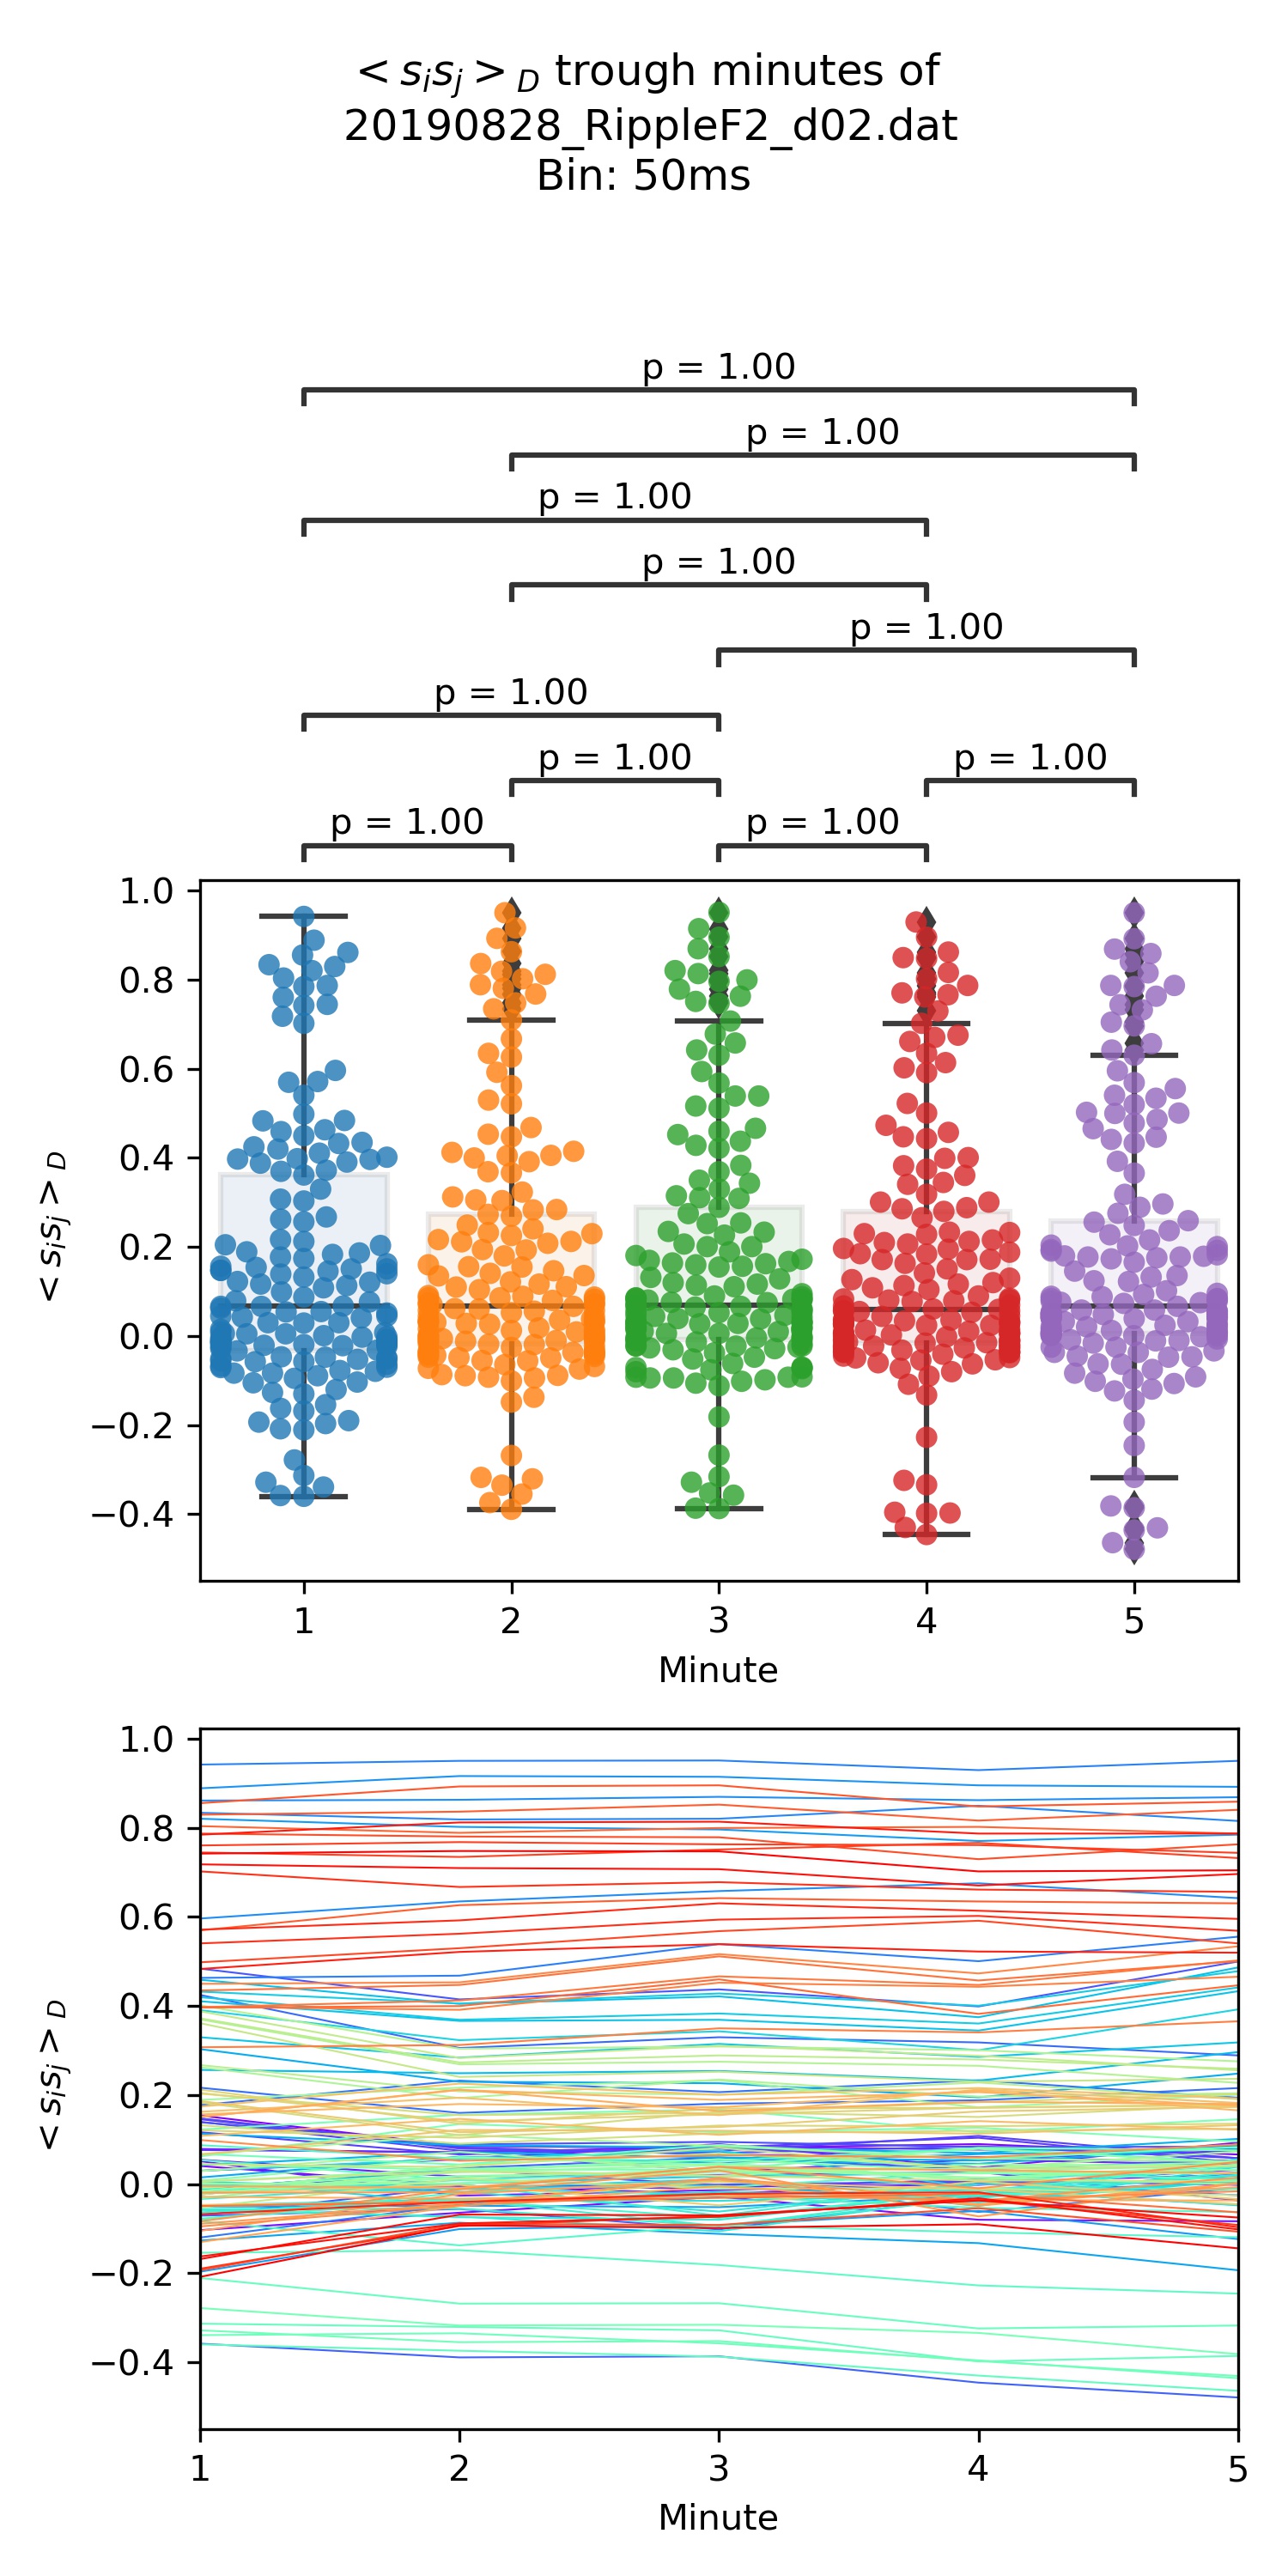 < s_i s_j >_D trough minutes of
20190828_RippleF2_d02.dat
Bin: 50ms
p = 1.00
p = 1.00
p = 1.00
p = 1.00
p = 1.00
p = 1.00
p = 1.00 p = 1.00
p = 1.00 p = 1.00
1.0
0.8
0.6
0.4
0.2
0.0
−0.2
−0.4
< s_i s_j >_D
1 2 3 4 5
Minute
1.0
0.8
0.6
0.4
0.2
0.0
−0.2
−0.4
< s_i s_j >_D
1 2 3 4 5
Minute